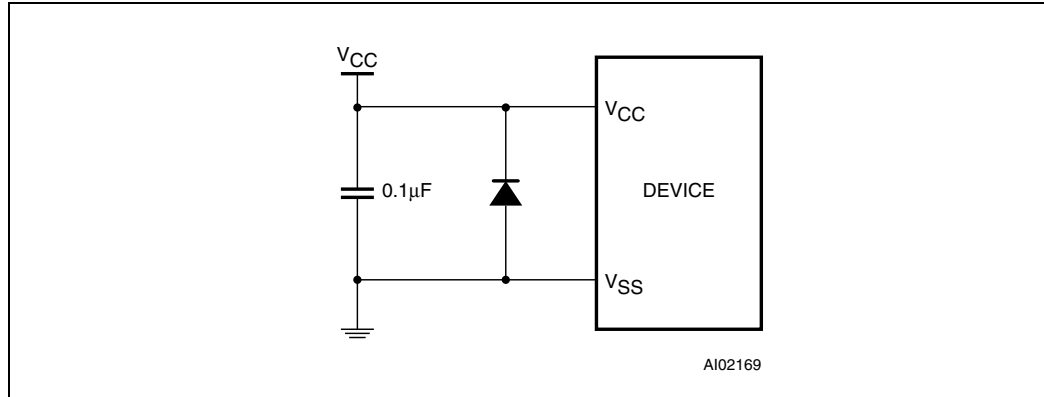 VCC
VCC
0.1μF
DEVICE
VSS
AI02169